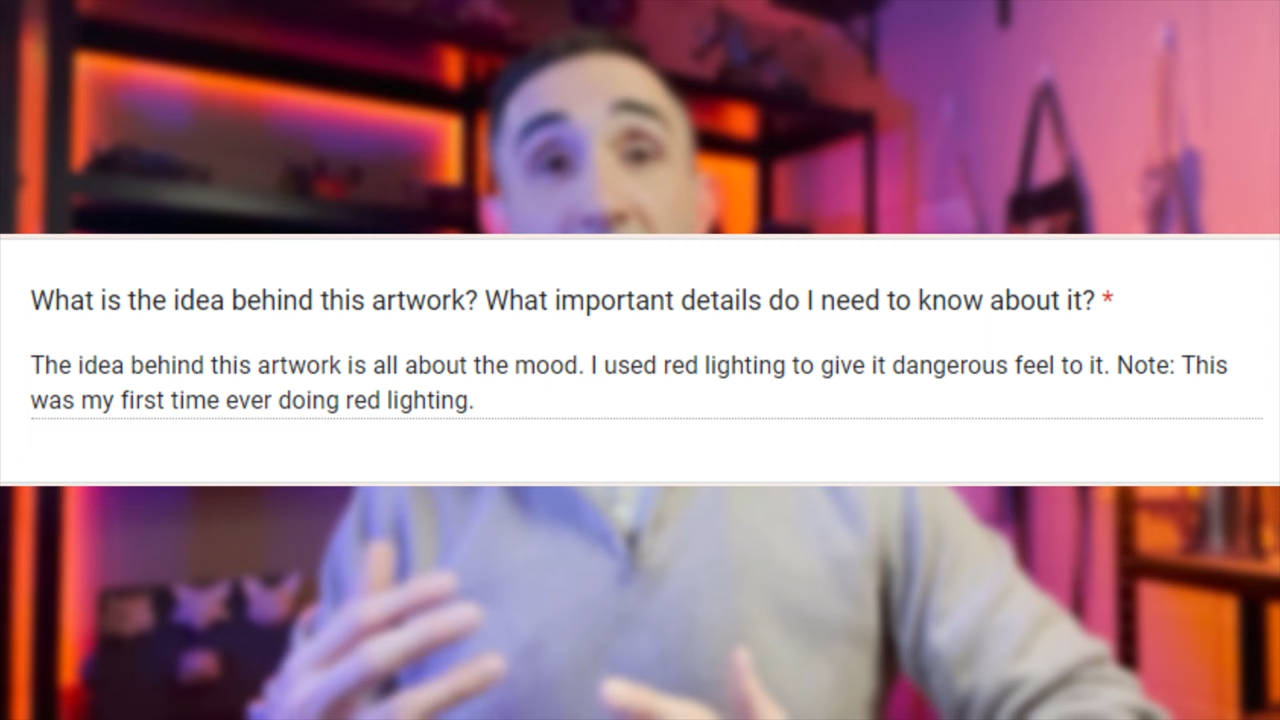 What is the idea behind this artwork? What important details do I need to know about it? *
The idea behind this artwork is all about the mood. I used red lighting to give it dangerous feel to it. Note: This
was my first time ever doing red lighting.